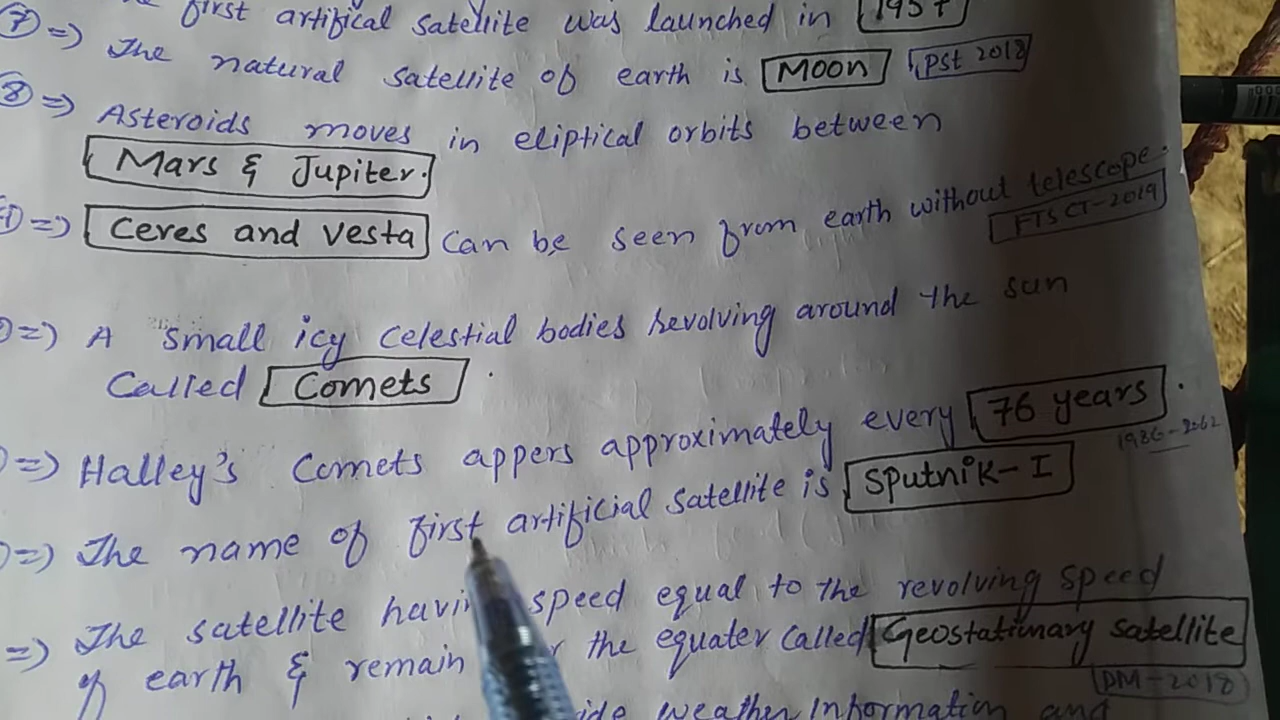 first artifical satellite was launched in 1957
⑦ => The natural satellite of earth is Moon Pst 2018
⑧ => Asteroids moves in eliptical orbits between
Mars & Jupiter.
=> Ceres and Vesta Can be seen from earth without telescope.
FTS CT-2019
=> A small icy Celestial bodies revolving around the sun
Called Comets.
=> Halley's Comets appers approximately every 76 years.
1986-2062
=> The name of first artificial satellite is Sputnik-I
=> The satellite speed equal to the revolving speed
of earth & remain the equater Called Geostationary satellite
DM-2018
weather Information and